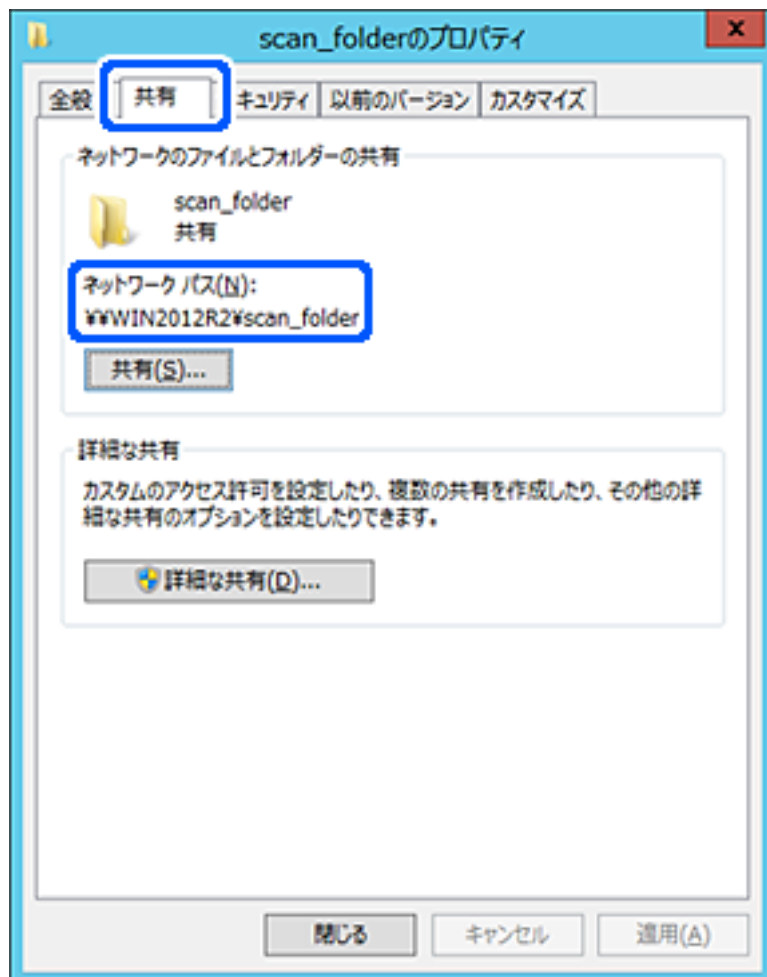 scan_folderのプロパティ
x
全般 共有 キュリティ 以前のバージョン カスタマイズ
ネットワークのファイルとフォルダーの共有
scan_folder
共有
ネットワーク パス(N):
¥¥WIN2012R2¥scan_folder
共有(S)...
詳細な共有
カスタムのアクセス許可を設定したり、複数の共有を作成したり、その他の詳
細な共有のオプションを設定したりできます。
詳細な共有(D)...
閉じる キャンセル 適用(A)